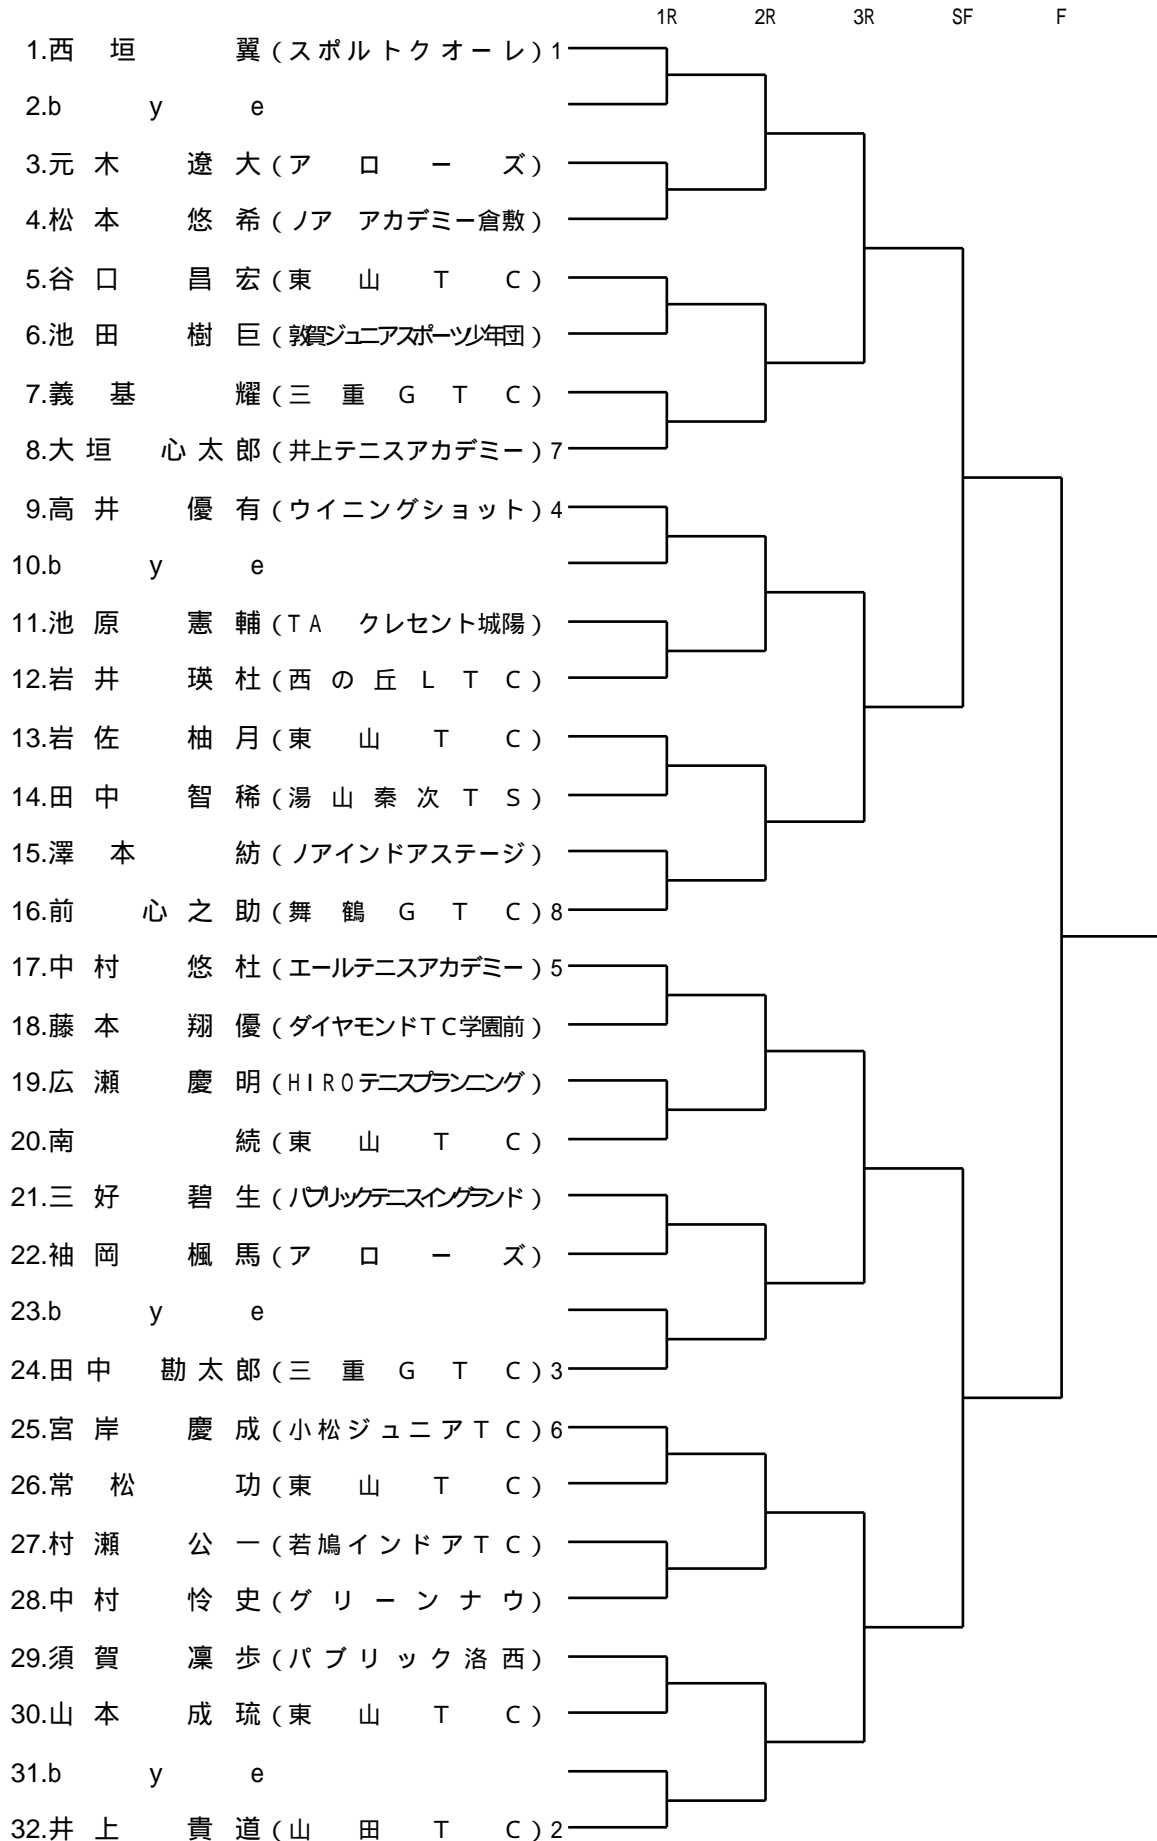 1R 2R 3R SF F
1.西 垣 翼 (スポルトクオーレ) 1
2.b y e
3.元 木 遼 大 (ア ロ ー ズ)
4.松 本 悠 希 (ノア アカデミー倉敷)
5.谷 口 昌 宏 (東 山 T C)
6.池 田 樹 巨 (敦賀ジュニアスポーツ少年団)
7.義 基 耀 (三 重 G T C)
8.大 垣 心 太 郎 (井上テニスアカデミー) 7
9.高 井 優 有 (ウイニングショット) 4
10.b y e
11.池 原 憲 輔 (TA クレセント城陽)
12.岩 井 瑛 杜 (西 の 丘 L T C)
13.岩 佐 柚 月 (東 山 T C)
14.田 中 智 稀 (湯 山 秦 次 T S)
15.澤 本 紡 (ノアインドアステージ)
16.前 心 之 助 (舞 鶴 G T C) 8
17.中 村 悠 杜 (エールテニスアカデミー) 5
18.藤 本 翔 優 (ダイヤモンドTC学園前)
19.広 瀬 慶 明 (HIROテニスプランニング)
20.南 続 (東 山 T C)
21.三 好 碧 生 (パブリックテニスイングランド)
22.袖 岡 楓 馬 (ア ロ ー ズ)
23.b y e
24.田 中 勘 太 郎 (三 重 G T C) 3
25.宮 岸 慶 成 (小松ジュニアTC) 6
26.常 松 功 (東 山 T C)
27.村 瀬 公 一 (若鳩インドアTC)
28.中 村 怜 史 (グ リ ー ン ナ ウ)
29.須 賀 凜 歩 (パブリック洛西)
30.山 本 成 琉 (東 山 T C)
31.b y e
32.井 上 貴 道 (山 田 T C) 2